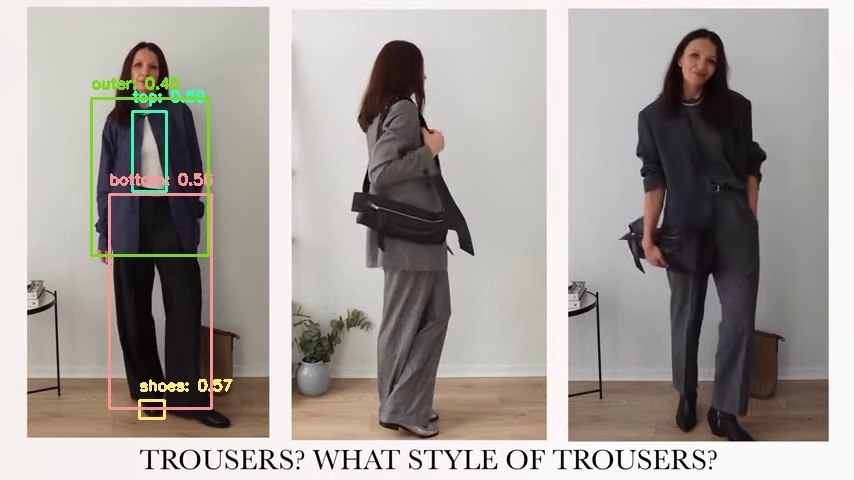 outer: 0.45
top: 0.59
bottom: 0.56
shoes: 0.57
TROUSERS? WHAT STYLE OF TROUSERS?